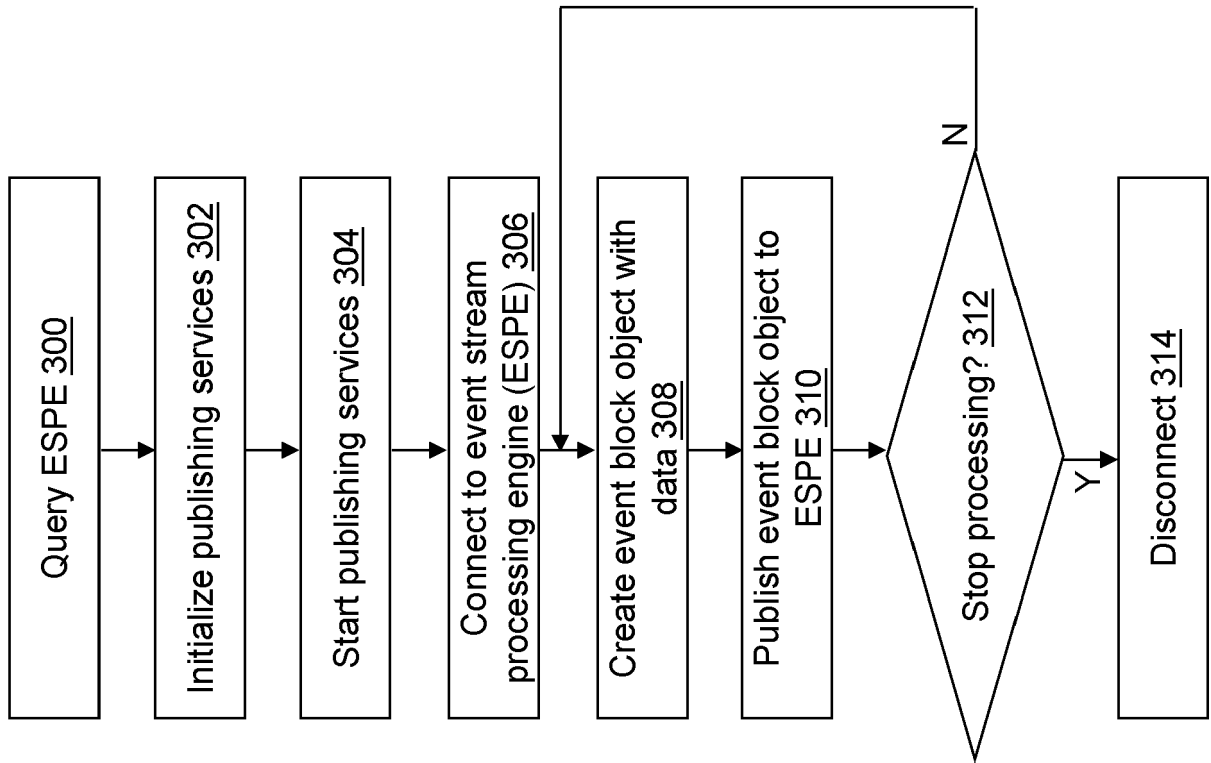 Query ESPE 300
Initialize publishing services 302
Start publishing services 304
Connect to event stream
processing engine (ESPE) 306
Create event block object with
data 308
Publish event block object to
ESPE 310
Stop processing? 312
N
Y
Disconnect 314